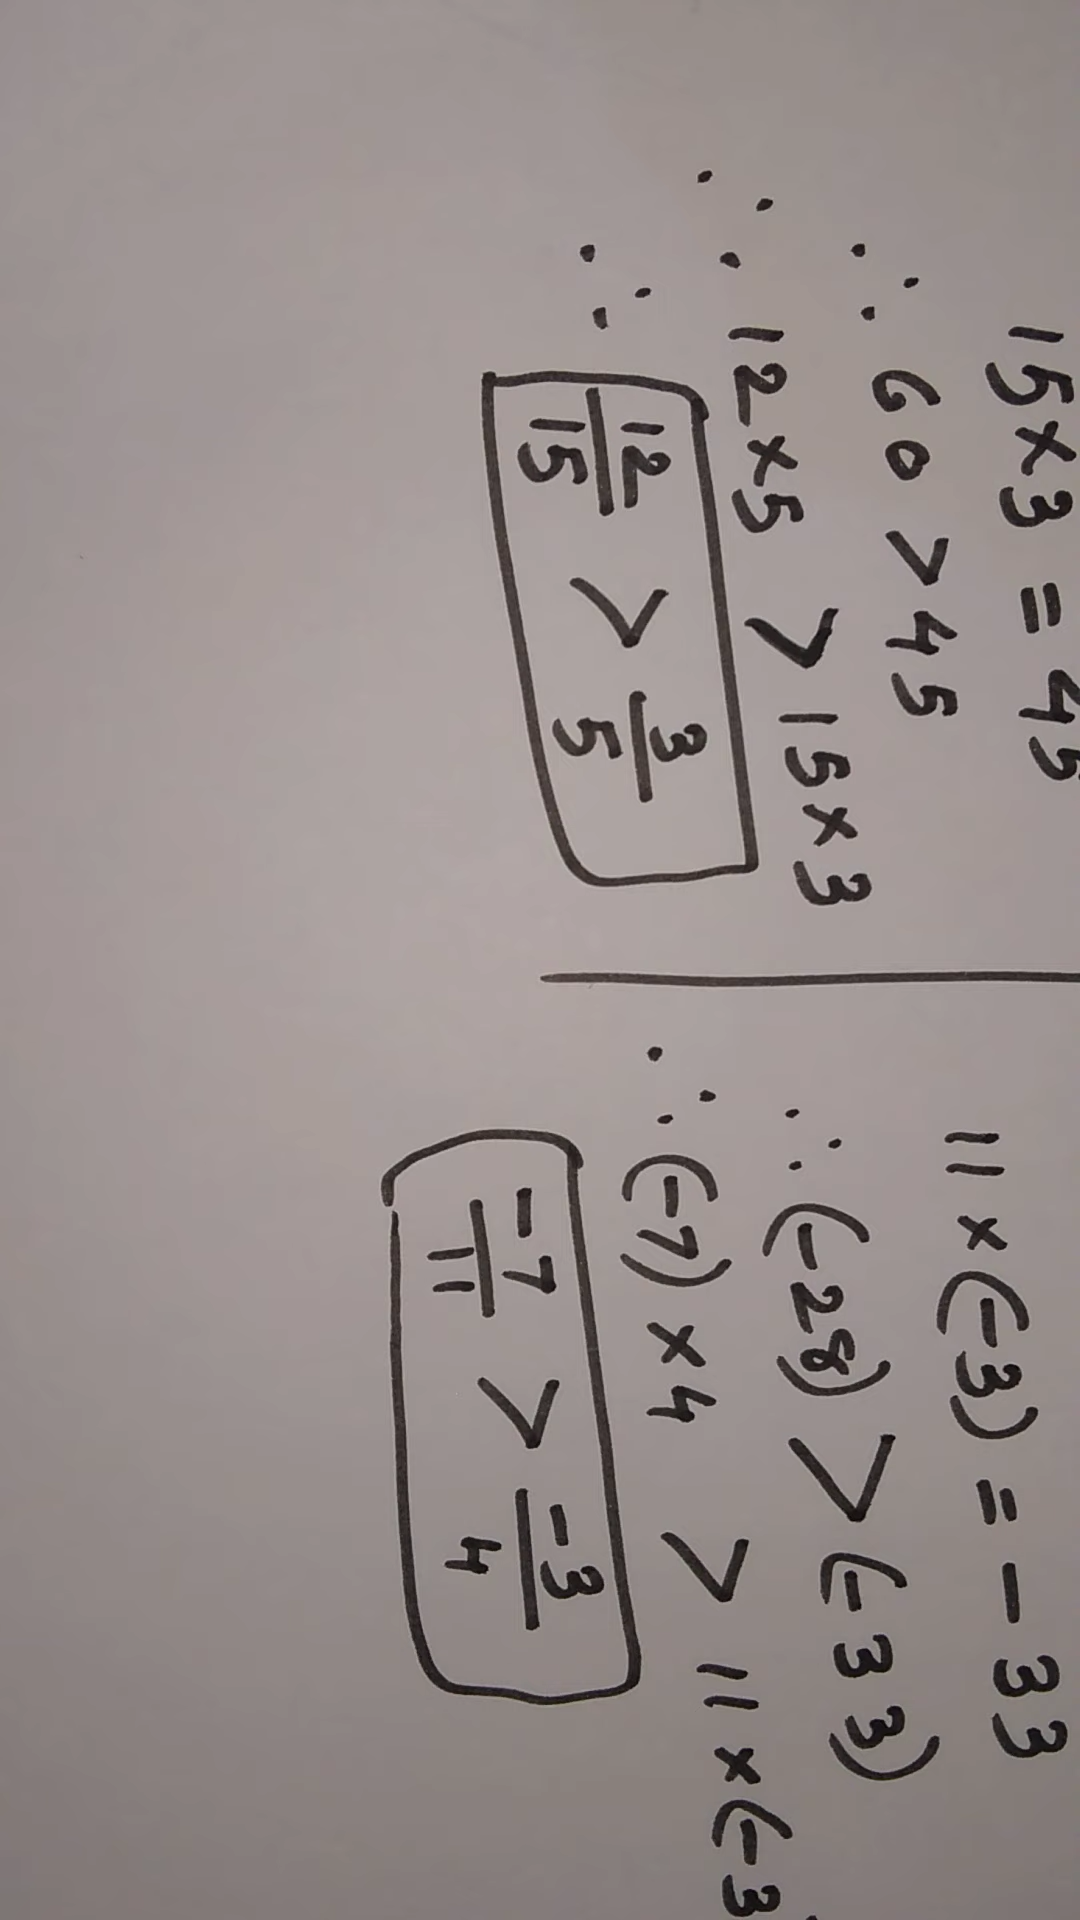 15 × 3 = 45
∴ 60 > 45
∴ 12 × 5 > 15 × 3
∴ 12/15 > 3/5
11 × (-3) = -33
∴ (-28) > (-33)
∴ (-7) × 4 > 11 × (-3
∴ -7/11 > -3/4